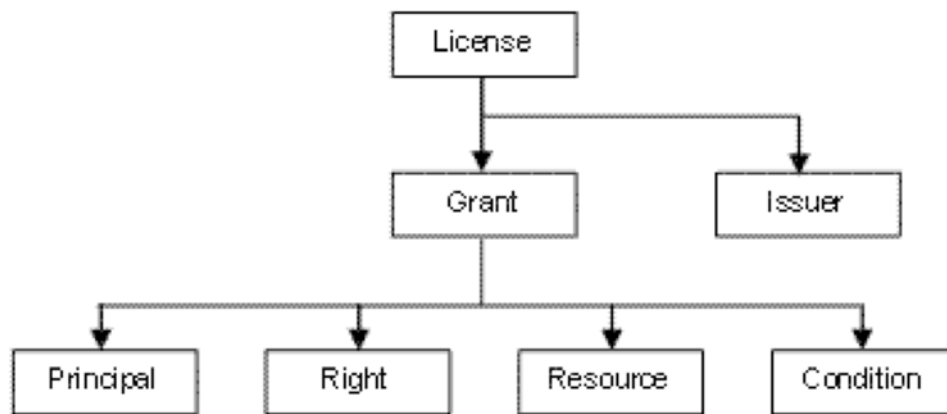 License
Grant
Issuer
Principal
Right
Resource
Condition